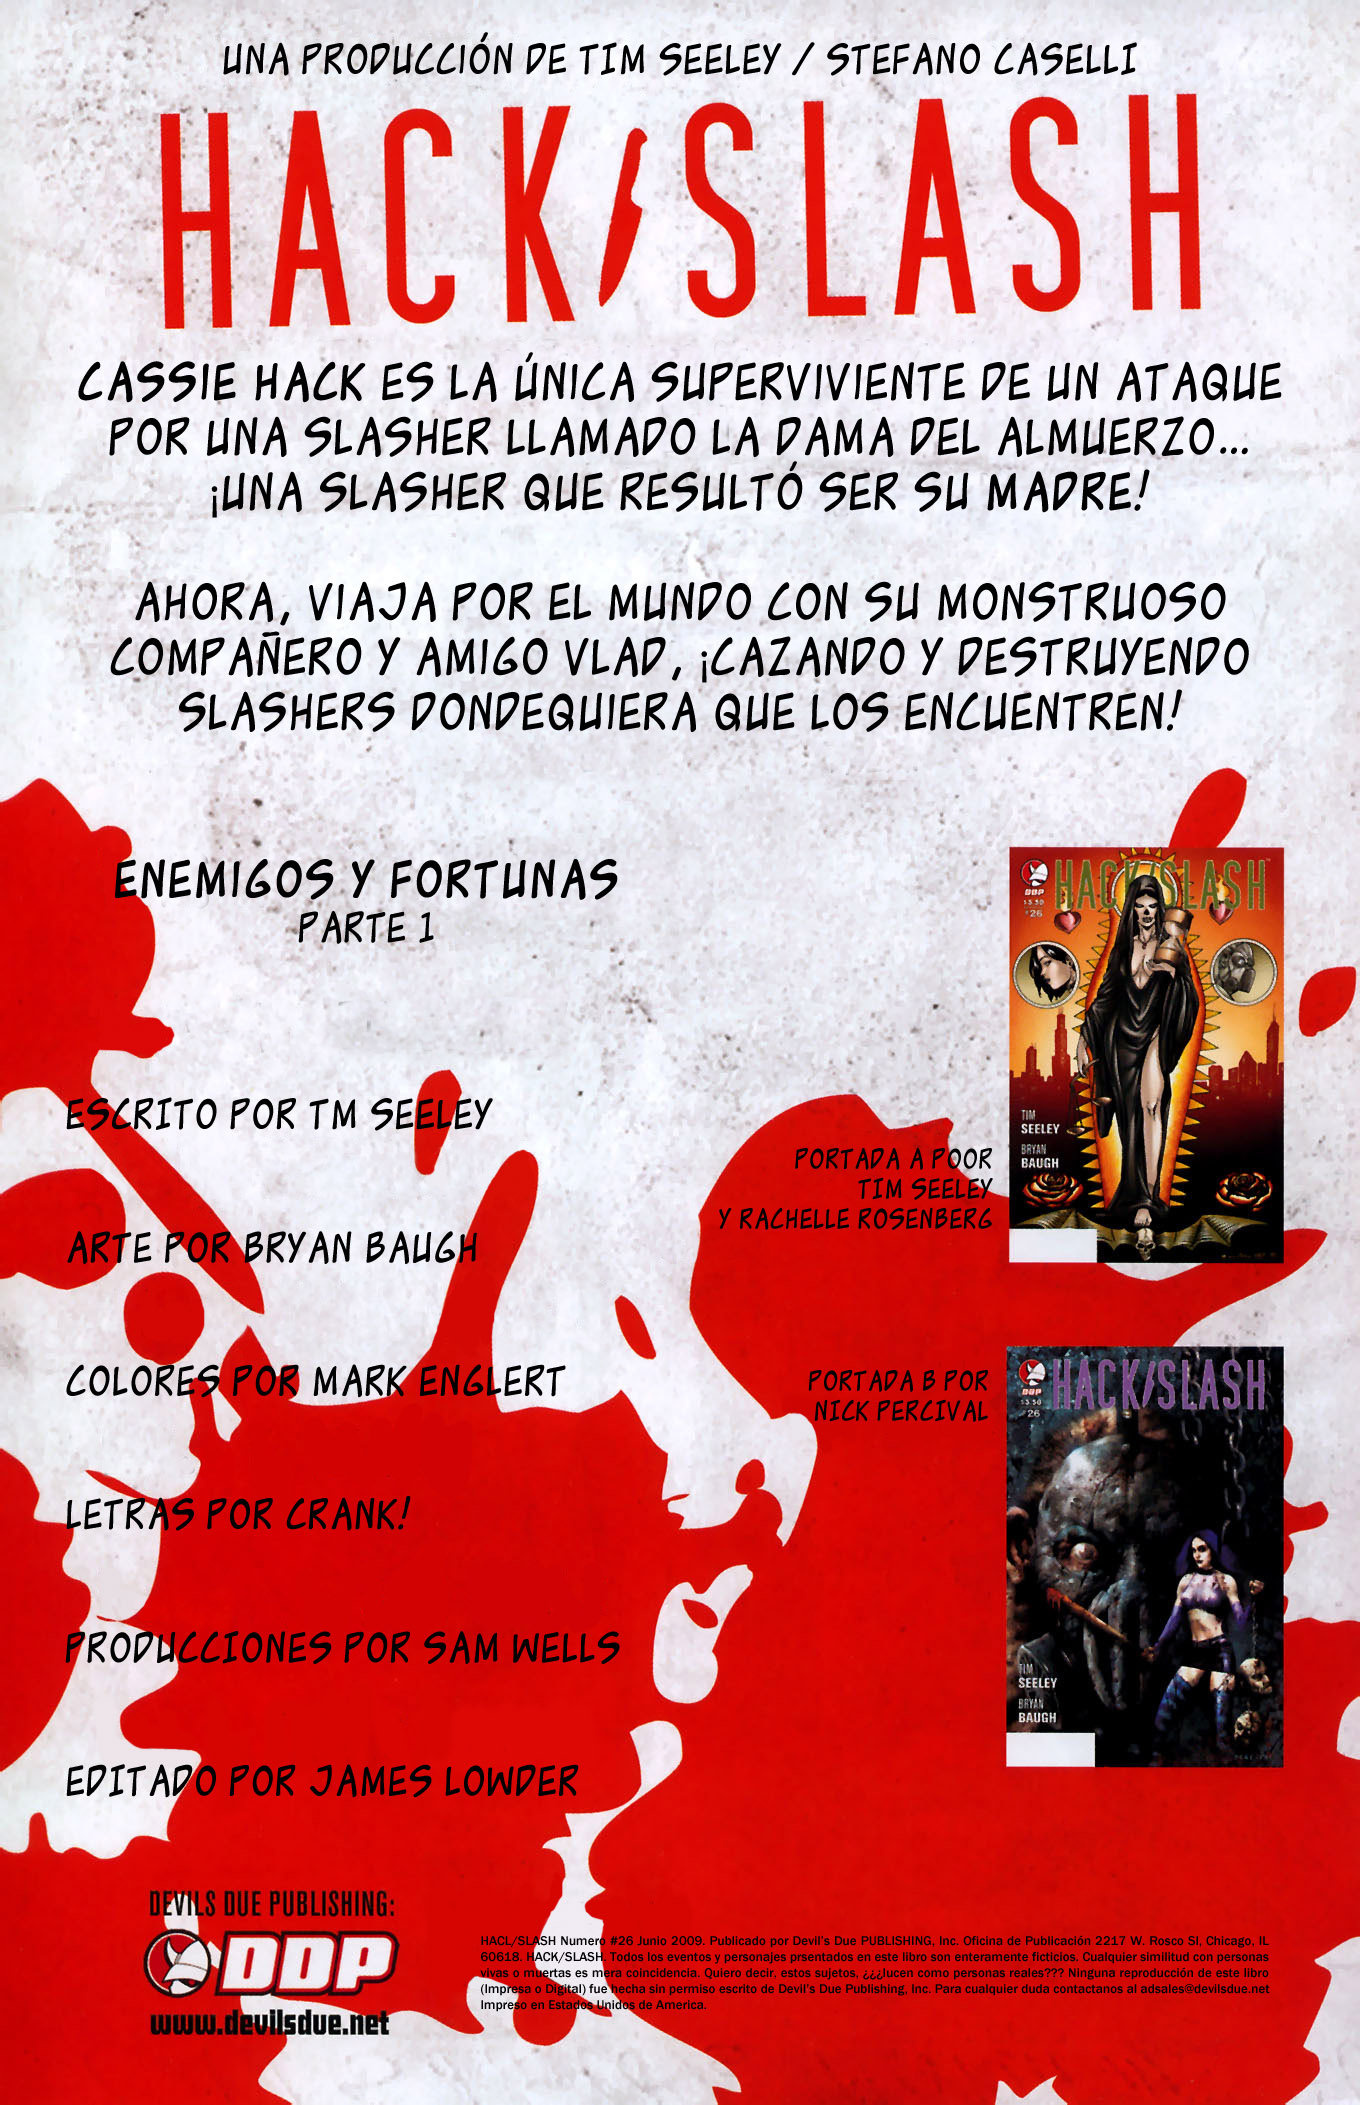 UNA PRODUCCIÓN DE TIM SEELEY / STEFANO CASELLI
HACK/SLASH
CASSIE HACK ES LA ÚNICA SUPERVIVIENTE DE UN ATAQUE
POR UNA SLASHER LLAMADO LA DAMA DEL ALMUERZO...
¡UNA SLASHER QUE RESULTÓ SER SU MADRE!
AHORA, VIAJA POR EL MUNDO CON SU MONSTRUOSO
COMPAÑERO Y AMIGO VLAD, ¡CAZANDO Y DESTRUYENDO
SLASHERS DONDEQUIERA QUE LOS ENCUENTREN!
ENEMIGOS Y FORTUNAS
PARTE 1
ESCRITO POR TM SEELEY
ARTE POR BRYAN BAUGH
COLORES POR MARK ENGLERT
LETRAS POR CRANK!
PRODUCCIONES POR SAM WELLS
EDITADO POR JAMES LOWDER
PORTADA A POOR
TIM SEELEY
Y RACHELLE ROSENBERG
HACK/SLASH
DDP
$3.50
#26
TIM
SEELEY
BRYAN
BAUGH
PORTADA B POR
NICK PERCIVAL
HACK/SLASH
DDP
$3.50
#26
TIM
SEELEY
BRYAN
BAUGH
DEVILS DUE PUBLISHING:
DDP
www.devilsdue.net
HACL/SLASH Numero #26 Junio 2009. Publicado por Devil's Due PUBLISHING, Inc. Oficina de Publicación 2217 W. Rosco SI, Chicago, IL
60618. HACK/SLASH. Todos los eventos y personajes prsentados en este libro son enteramente ficticios. Cualquier similitud con personas
vivas o muertas es mera coincidencia. Quiero decir, estos sujetos, ¿¿¿lucen como personas reales??? Ninguna reproducción de este libro
(Impresa o Digital) fue hecha sin permiso escrito de Devil's Due Publishing, Inc. Para cualquier duda contactanos al adsales@devilsdue.net
Impreso en Estados Unidos de America.